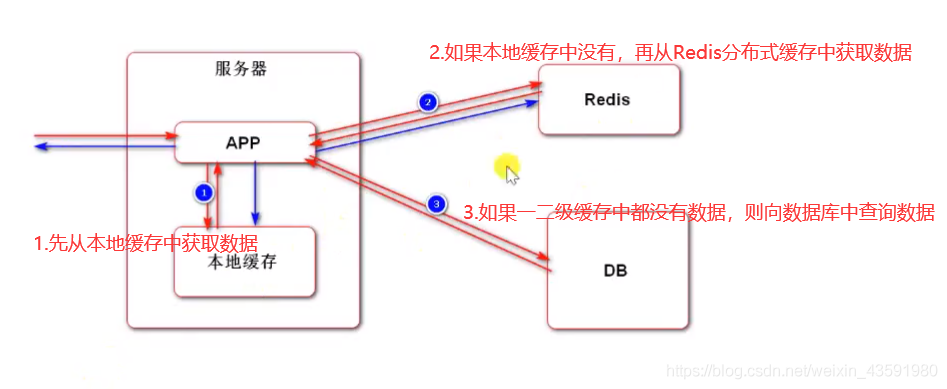 2.如果本地缓存中没有，再从Redis分布式缓存中获取数据
服务器
Redis
2
APP
1
3
3.如果一二级缓存中都没有数据，则向数据库中查询数据
1.先从本地缓存中获取数据
本地缓存
DB
https://blog.csdn.net/weixin_43591980